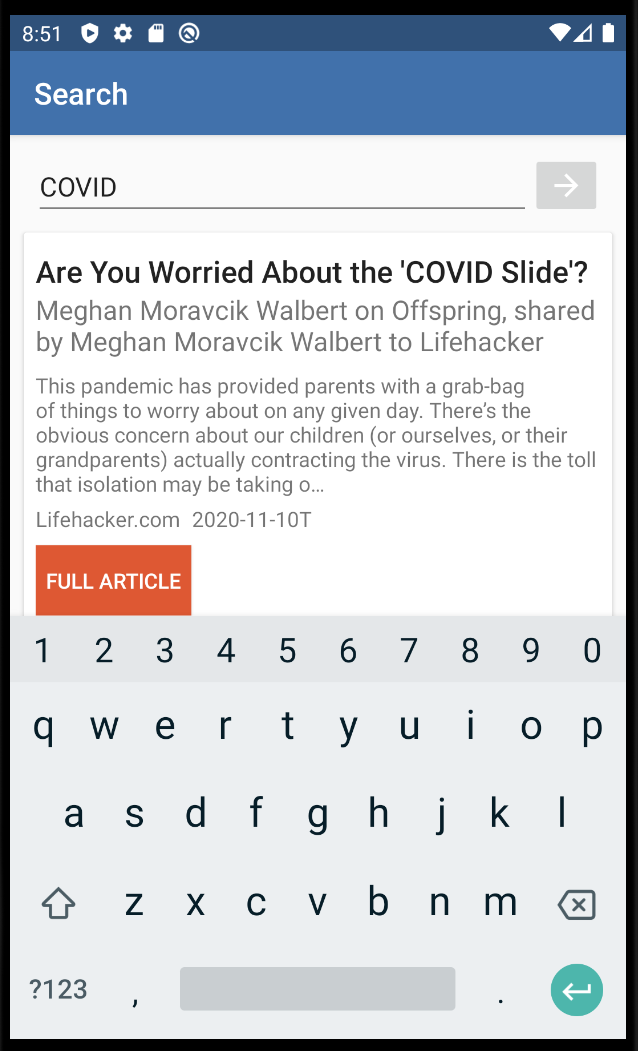 8:51
Search
COVID
Are You Worried About the 'COVID Slide'?
Meghan Moravcik Walbert on Offspring, shared
by Meghan Moravcik Walbert to Lifehacker
This pandemic has provided parents with a grab-bag
of things to worry about on any given day. There’s the
obvious concern about our children (or ourselves, or their
grandparents) actually contracting the virus. There is the toll
that isolation may be taking o…
Lifehacker.com 2020-11-10T
FULL ARTICLE
1 2 3 4 5 6 7 8 9 0
q w e r t y u i o p
a s d f g h j k l
z x c v b n m
?123 , .